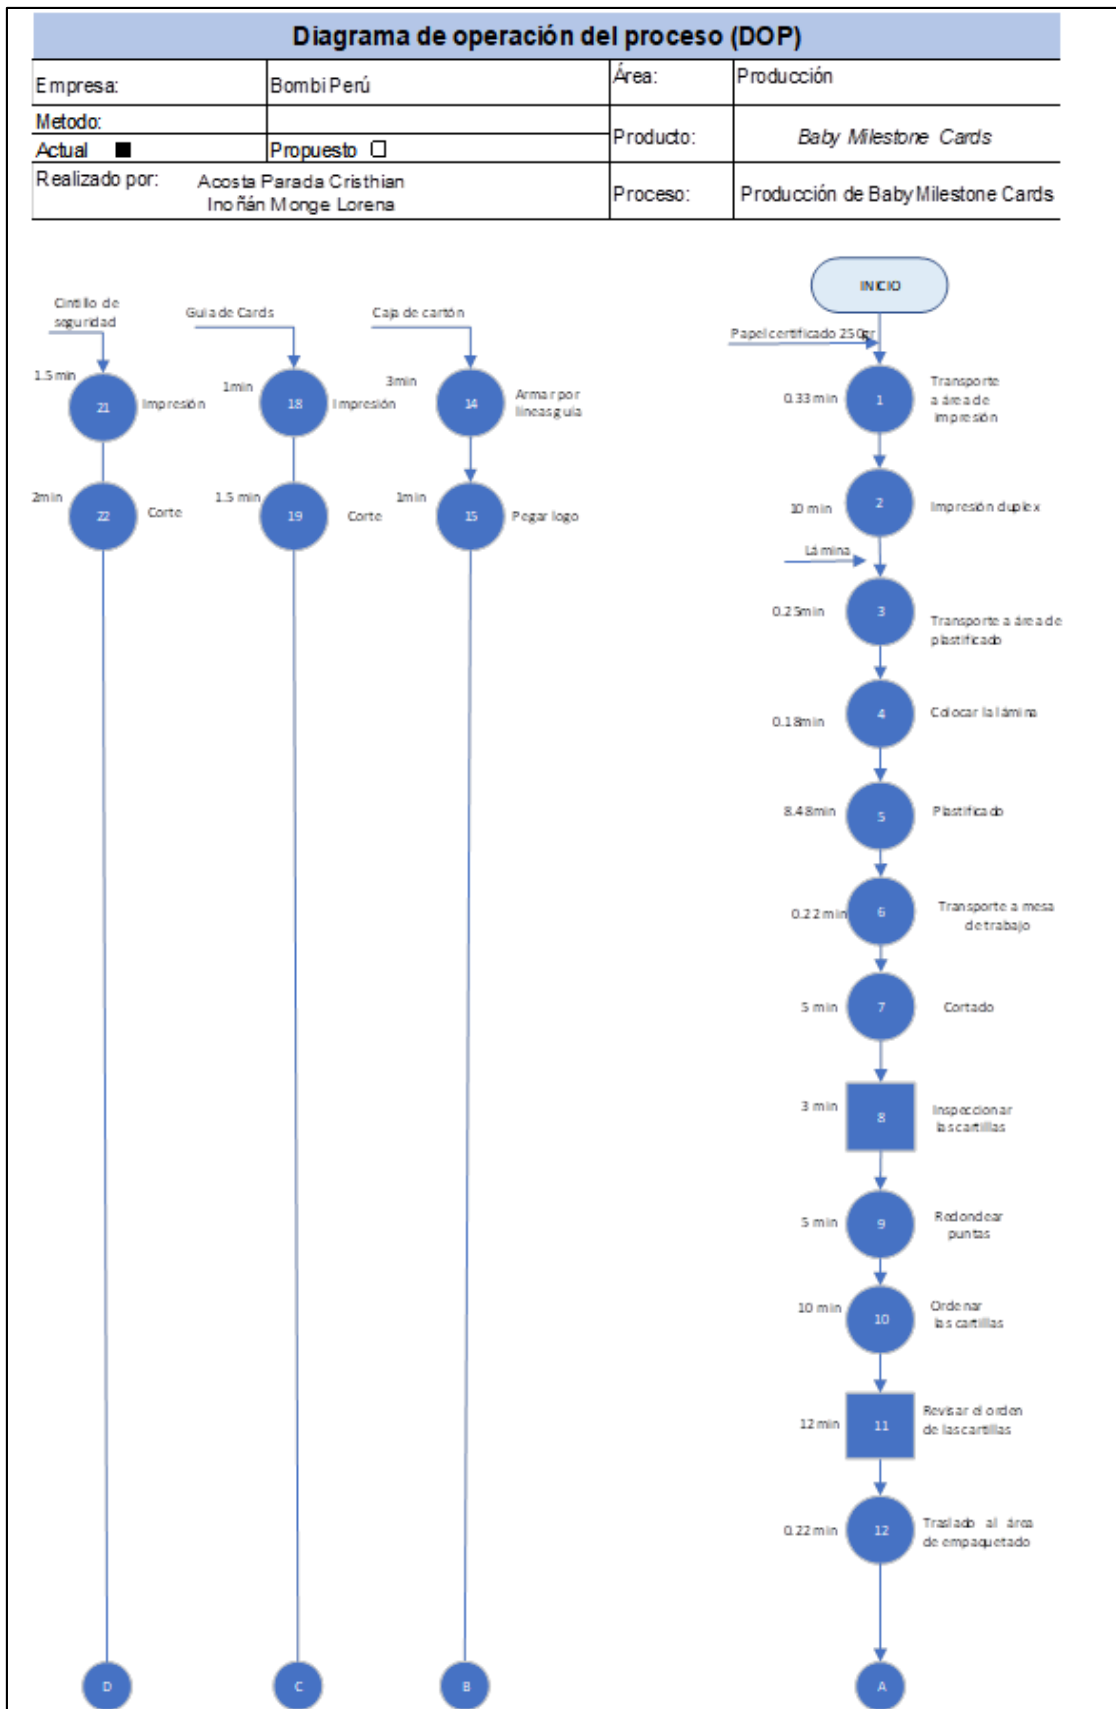 Diagrama de operación del proceso (DOP)
Empresa:
Bombi Perú
Área:
Producción
Metodo:
Actual
Propuesto
Producto:
Baby Milestone Cards
Realizado por:
Acosta Parada Cristhian
Inoñán Monge Lorena
Proceso:
Producción de Baby Milestone Cards
INICIO
Papel certificado 250gr
0.33 min
1
Transporte
a área de
impresión
10 min
2
Impresión duplex
Lámina
0.25min
3
Transporte a área de
plastificado
0.18min
4
Colocar la lámina
8.48min
5
Plastificado
0.22 min
6
Transporte a mesa
de trabajo
5 min
7
Cortado
3 min
8
Inspeccionar
las cartillas
5 min
9
Redondear
puntas
10 min
10
Ordenar
las cartillas
12 min
11
Revisar el orden
de las cartillas
0.22 min
12
Traslado al área
de empaquetado
A
Caja de cartón
3min
14
Armar por
lineas guia
1min
15
Pegar logo
B
Guia de Cards
1min
18
Impresión
1.5 min
19
Corte
C
Cintillo de
seguridad
1.5 min
21
Impresión
2min
22
Corte
D